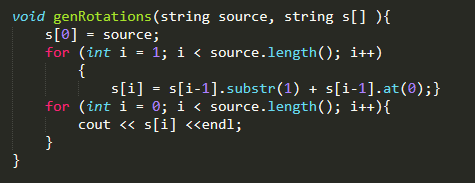 void genRotations(string source, string s[] ){
    s[0] = source;
    for (int i = 1; i < source.length(); i++)
        {
            s[i] = s[i-1].substr(1) + s[i-1].at(0);}
    for (int i = 0; i < source.length(); i++){
        cout << s[i] <<endl;
    }
}